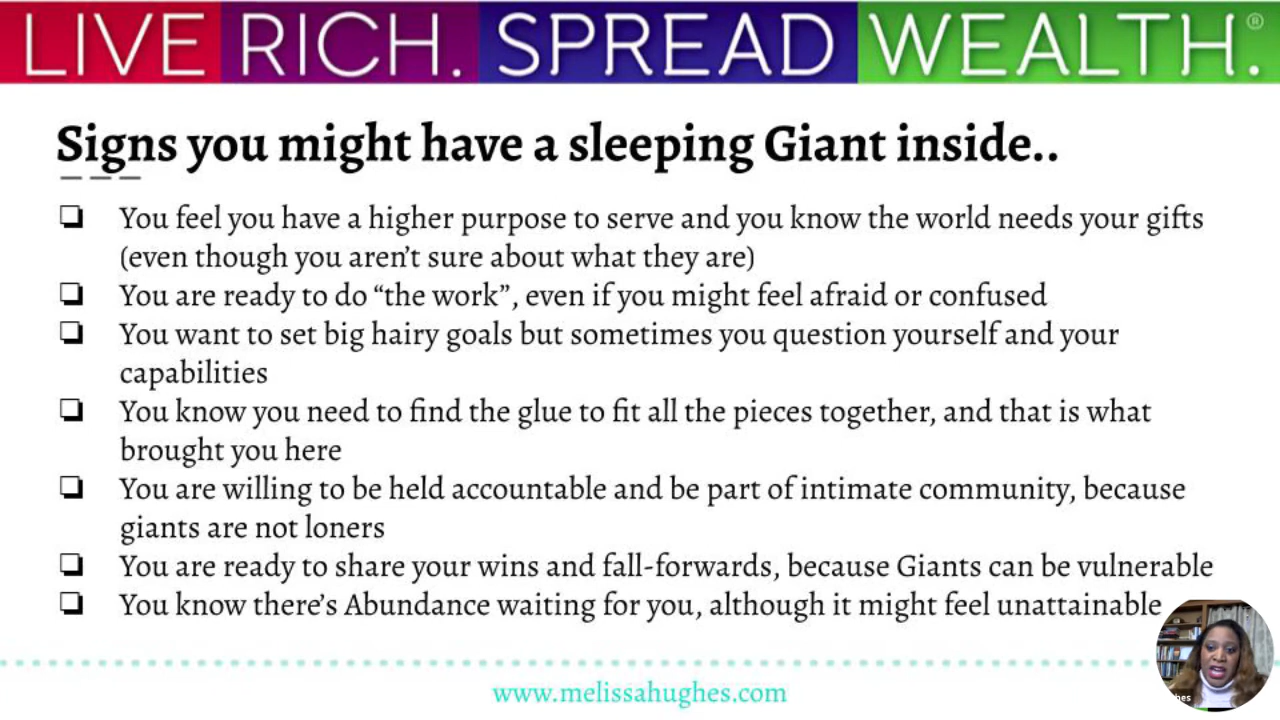 LIVE RICH. SPREAD WEALTH.®
Signs you might have a sleeping Giant inside..
❏ You feel you have a higher purpose to serve and you know the world needs your gifts
(even though you aren’t sure about what they are)
❏ You are ready to do “the work”, even if you might feel afraid or confused
❏ You want to set big hairy goals but sometimes you question yourself and your
capabilities
❏ You know you need to find the glue to fit all the pieces together, and that is what
brought you here
❏ You are willing to be held accountable and be part of intimate community, because
giants are not loners
❏ You are ready to share your wins and fall-forwards, because Giants can be vulnerable
❏ You know there’s Abundance waiting for you, although it might feel unattainable
www.melissahughes.com